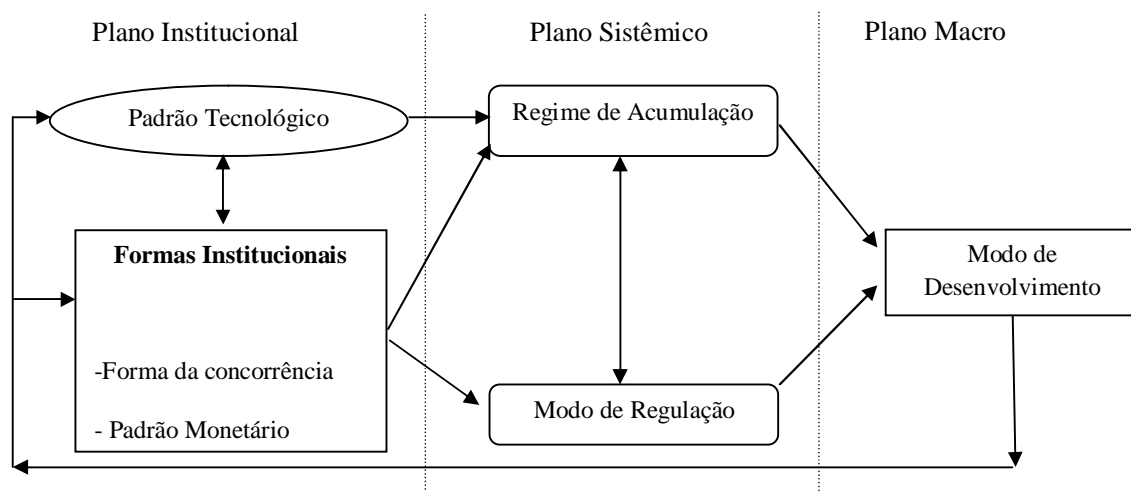 Plano Institucional
Plano Sistêmico
Plano Macro
Padrão Tecnológico
Regime de Acumulação
Formas Institucionais
-Forma da concorrência
- Padrão Monetário
Modo de Regulação
Modo de
Desenvolvimento